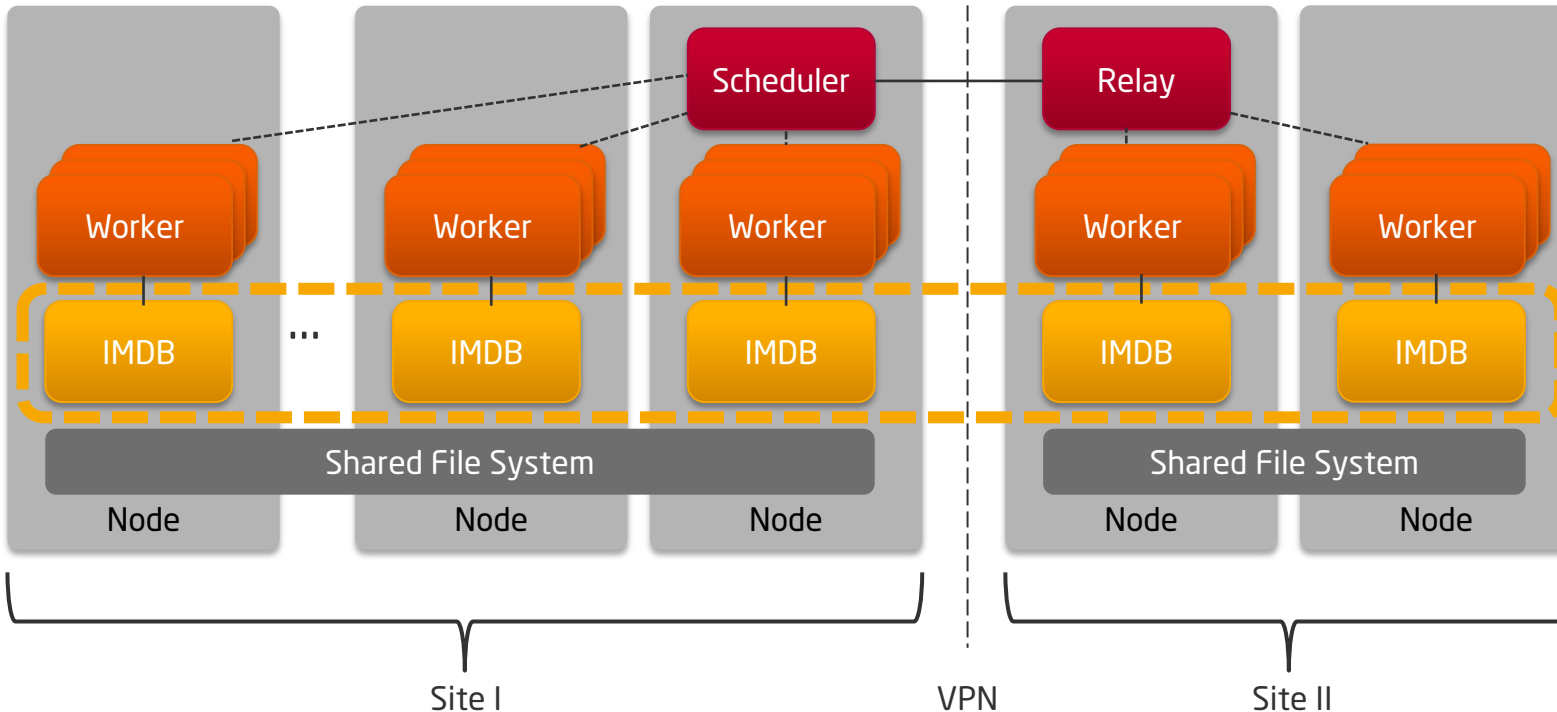 Scheduler
Relay
Worker
Worker
Worker
Worker
Worker
IMDB
...
IMDB
IMDB
IMDB
IMDB
Shared File System
Shared File System
Node
Node
Node
Node
Node
Site I
VPN
Site II